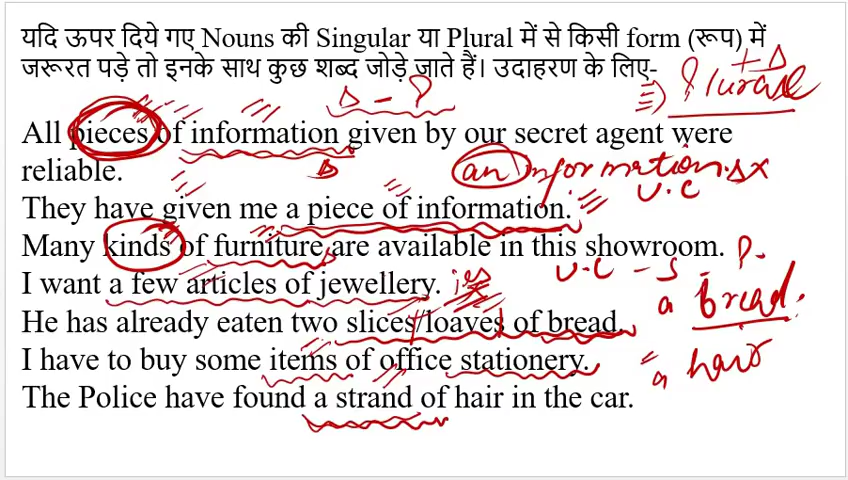 यदि ऊपर दिये गए Nouns की Singular या Plural में से किसी form (रूप) में
जरूरत पड़े तो इनके साथ कुछ शब्द जोड़े जाते हैं। उदाहरण के लिए-
Plural
S - P
All pieces of information given by our secret agent were
reliable.
an information
U.C
They have given me a piece of information.
Many kinds of furniture are available in this showroom.
U.C - S - P.
I want a few articles of jewellery.
a bread.
He has already eaten two slices/loaves of bread.
I have to buy some items of office stationery.
a hair
The Police have found a strand of hair in the car.